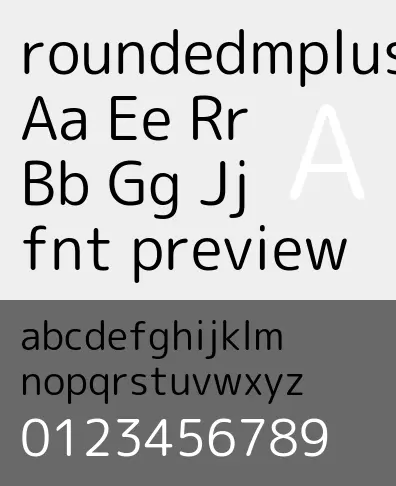 roundedmplus
Aa Ee Rr
A
Bb Gg Jj
fnt preview
abcdefghijklm
nopqrstuvwxyz
0123456789